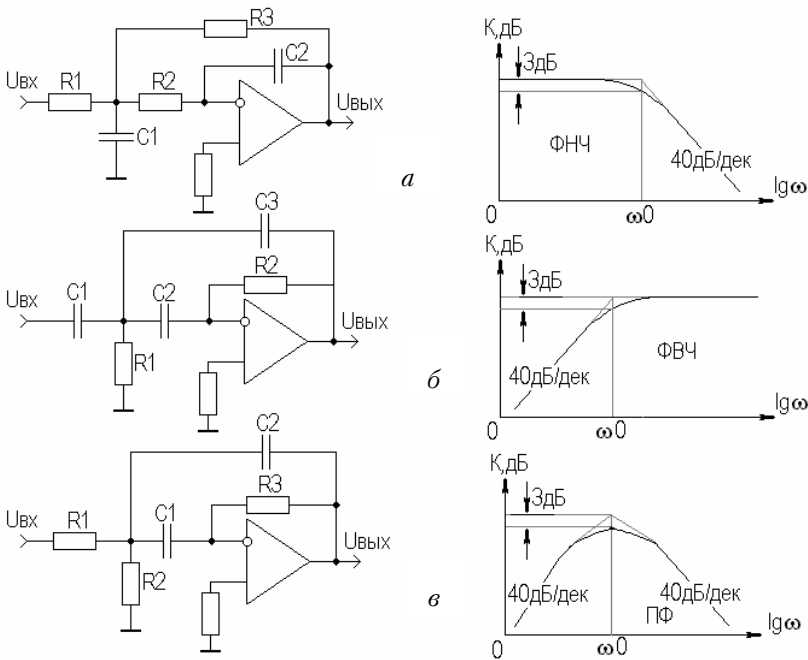 R3
C2
Uвх
R1
R2
C1
Uвых
а
К,дБ
3дБ
ФНЧ
40дБ/дек
lgω
0
ω0
C3
R2
Uвх
C1
C2
R1
Uвых
б
К,дБ
3дБ
ФВЧ
40дБ/дек
lgω
0
ω0
C2
R3
Uвх
R1
C1
R2
Uвых
в
К,дБ
3дБ
40дБ/дек
40дБ/дек
ПФ
lgω
0
ω0